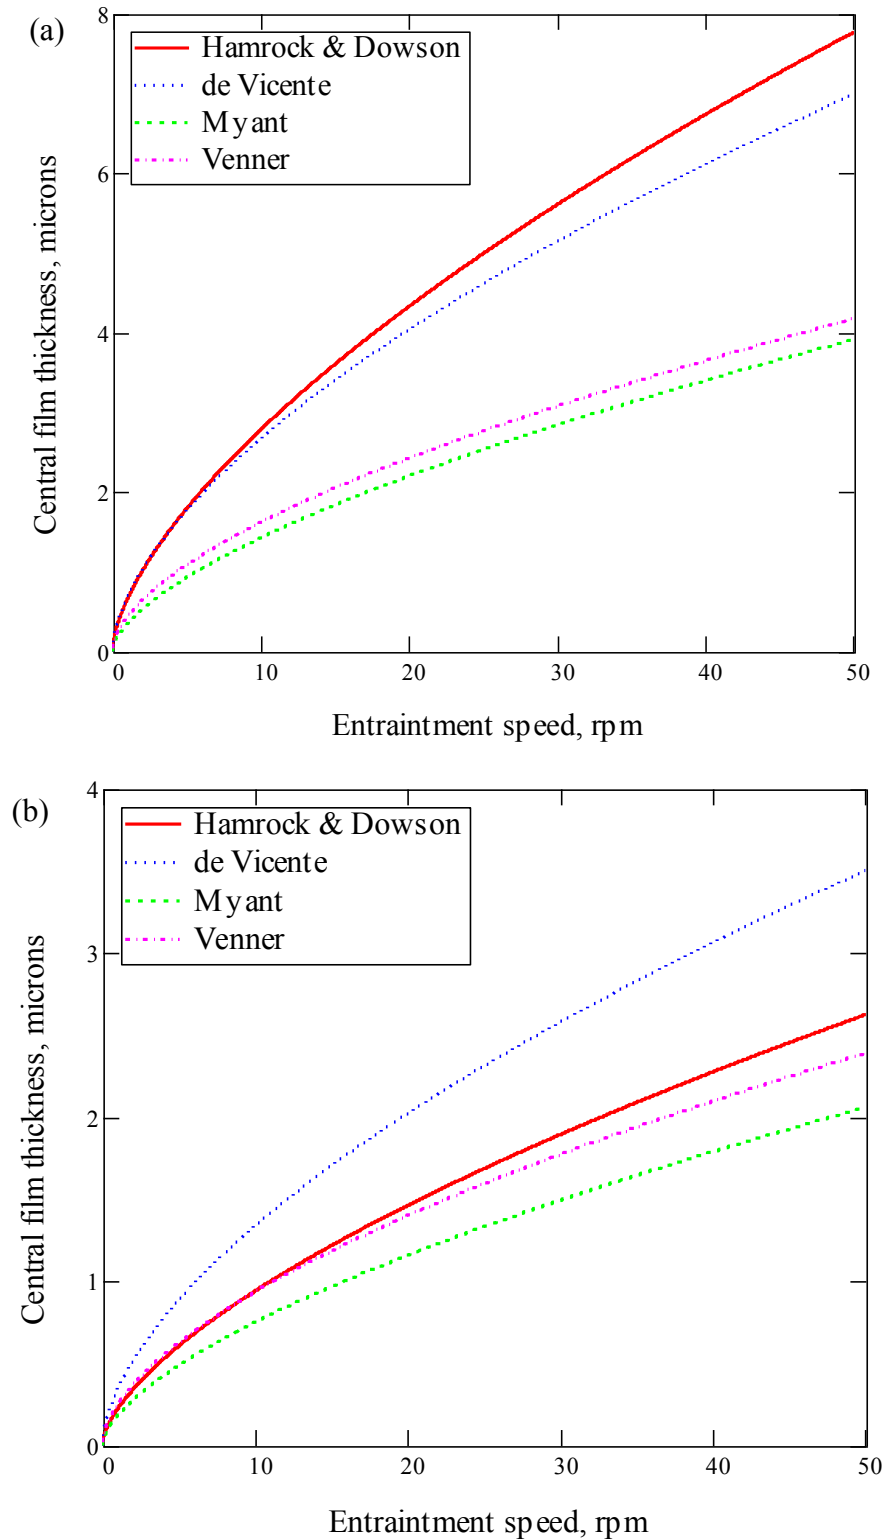 (a)
8
6
4
2
0
Hamrock & Dowson
de Vicente
Myant
Venner
Central film thickness, microns
0 10 20 30 40 50
Entraintment speed, rpm
(b)
4
3
2
1
0
Hamrock & Dowson
de Vicente
Myant
Venner
Central film thickness, microns
0 10 20 30 40 50
Entraintment speed, rpm